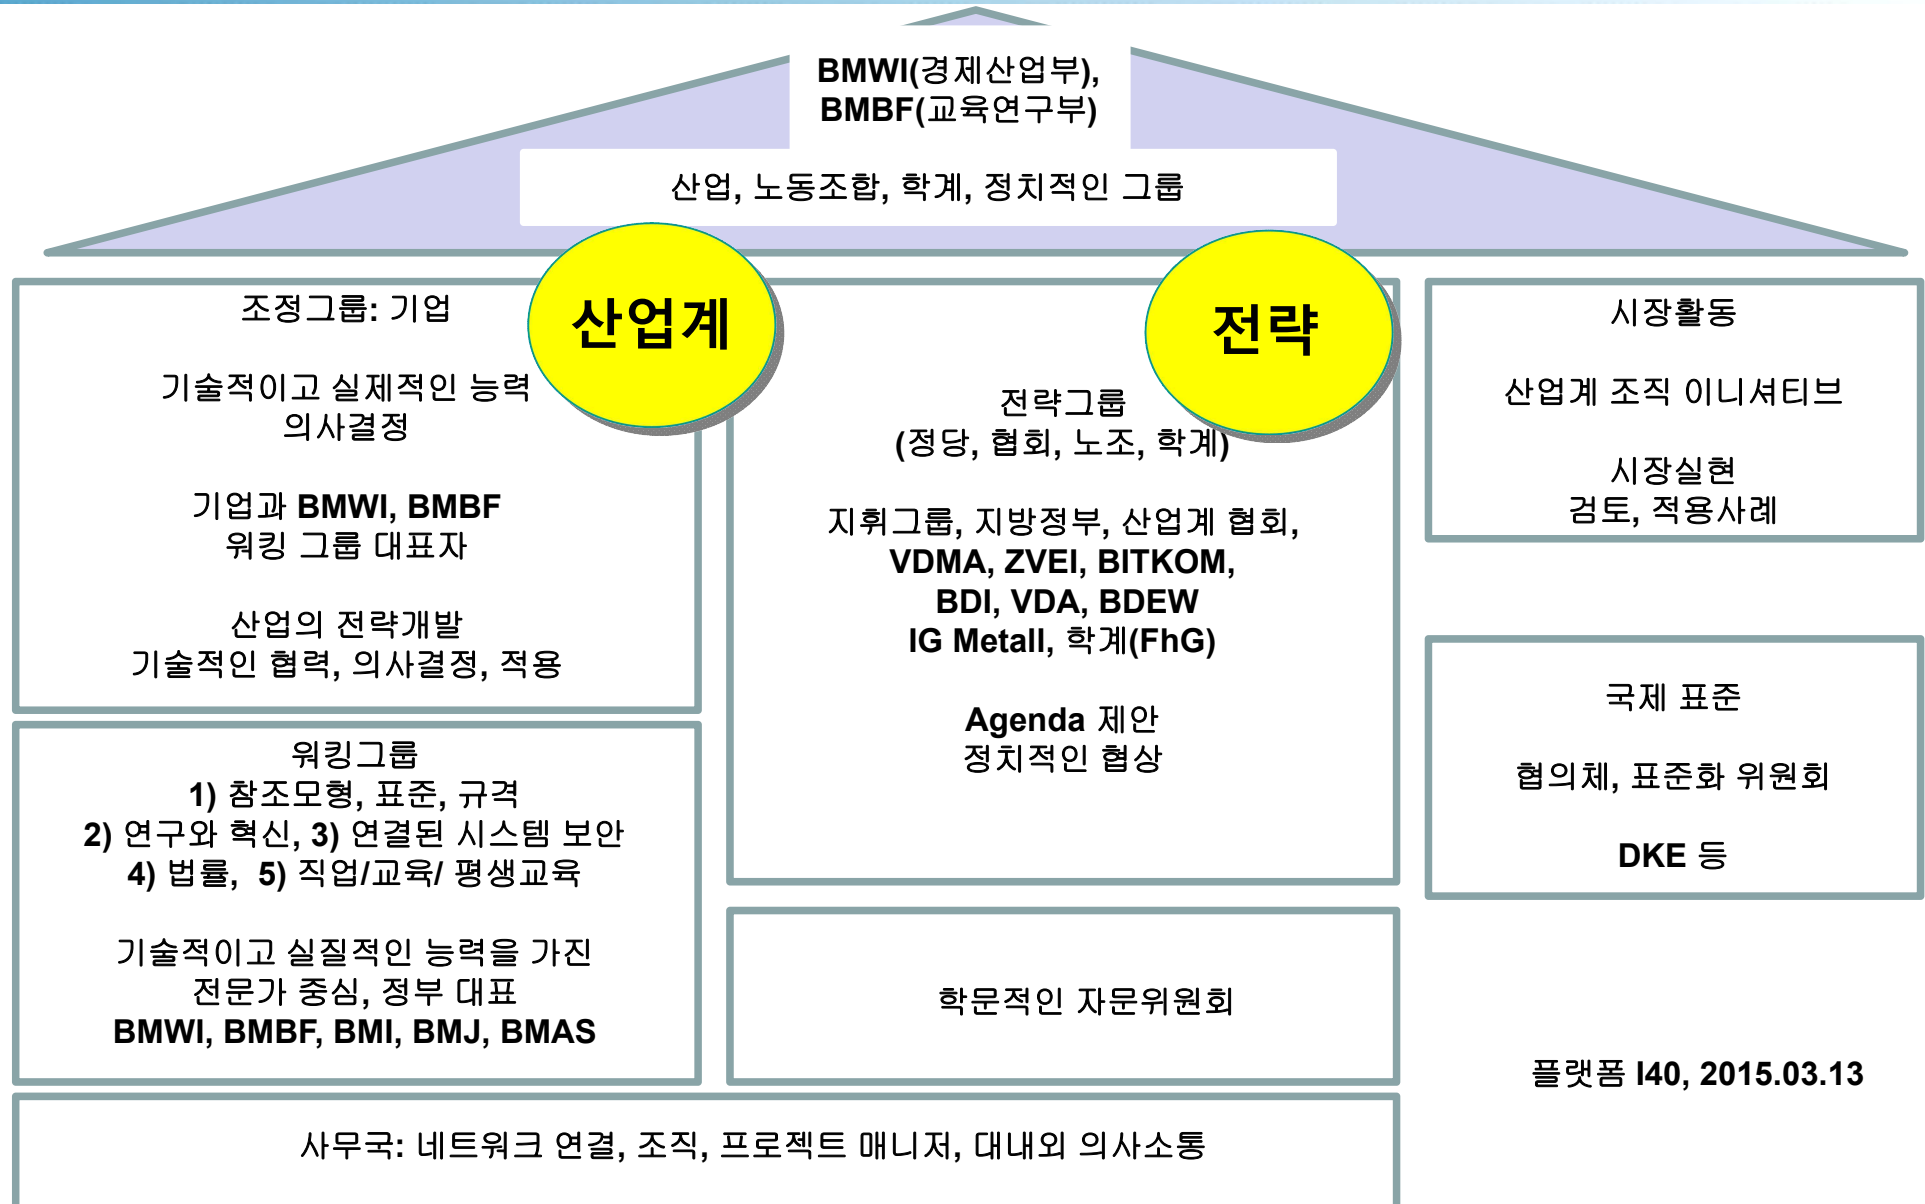 BMWI(경제산업부),
BMBF(교육연구부)
산업, 노동조합, 학계, 정치적인 그룹
산업계
전략
조정그룹: 기업
기술적이고 실제적인 능력
의사결정
기업과 BMWI, BMBF
워킹 그룹 대표자
산업의 전략개발
기술적인 협력, 의사결정, 적용
워킹그룹
1) 참조모형, 표준, 규격
2) 연구와 혁신, 3) 연결된 시스템 보안
4) 법률, 5) 직업/교육/ 평생교육
기술적이고 실질적인 능력을 가진
전문가 중심, 정부 대표
BMWI, BMBF, BMI, BMJ, BMAS
전략그룹
(정당, 협회, 노조, 학계)
지휘그룹, 지방정부, 산업계 협회,
VDMA, ZVEI, BITKOM,
BDI, VDA, BDEW
IG Metall, 학계(FhG)
Agenda 제안
정치적인 협상
학문적인 자문위원회
시장활동
산업계 조직 이니셔티브
시장실현
검토, 적용사례
국제 표준
협의체, 표준화 위원회
DKE 등
플랫폼 I40, 2015.03.13
사무국: 네트워크 연결, 조직, 프로젝트 매니저, 대내외 의사소통